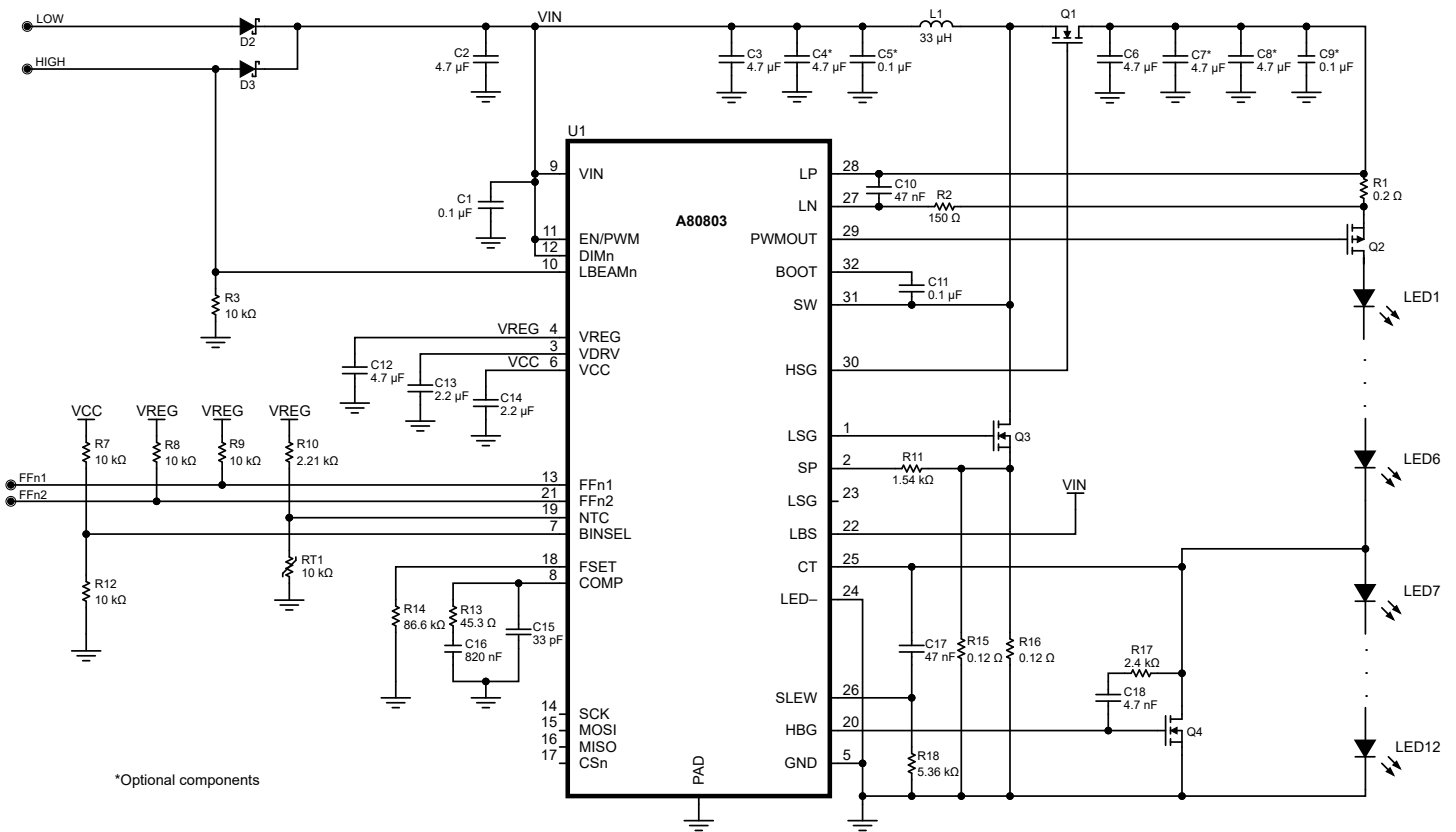 LOW
D2
HIGH
D3
VIN
C2
4.7 µF
C3
4.7 µF
C4*
4.7 µF
C5*
0.1 µF
L1
33 µH
Q1
C6
4.7 µF
C7*
4.7 µF
C8*
4.7 µF
C9*
0.1 µF
U1
A80803
9 VIN
C1
0.1 µF
11 EN/PWM
12 DIMn
10 LBEAMn
R3
10 kΩ
VREG 4 VREG
3 VDRV
VCC 6 VCC
C12
4.7 µF
C13
2.2 µF
C14
2.2 µF
VCC
VREG
VREG
VREG
R7
10 kΩ
R8
10 kΩ
R9
10 kΩ
R10
2.21 kΩ
FFn1
FFn2
13 FFn1
21 FFn2
19 NTC
7 BINSEL
18 FSET
8 COMP
R12
10 kΩ
RT1
10 kΩ
R14
86.6 kΩ
R13
45.3 Ω
C16
820 nF
C15
33 pF
14 SCK
15 MOSI
16 MISO
17 CSn
PAD
*Optional components
LP 28
C10
47 nF
LN 27
R2
150 Ω
R1
0.2 Ω
PWMOUT 29
Q2
BOOT 32
C11
0.1 µF
SW 31
LED1
HSG 30
LSG 1
Q3
SP 2
R11
1.54 kΩ
LED6
LSG 23
VIN
LBS 22
CT 25
LED– 24
LED7
C17
47 nF
R15
0.12 Ω
R16
0.12 Ω
R17
2.4 kΩ
C18
4.7 nF
SLEW 26
HBG 20
Q4
R18
5.36 kΩ
GND 5
LED12